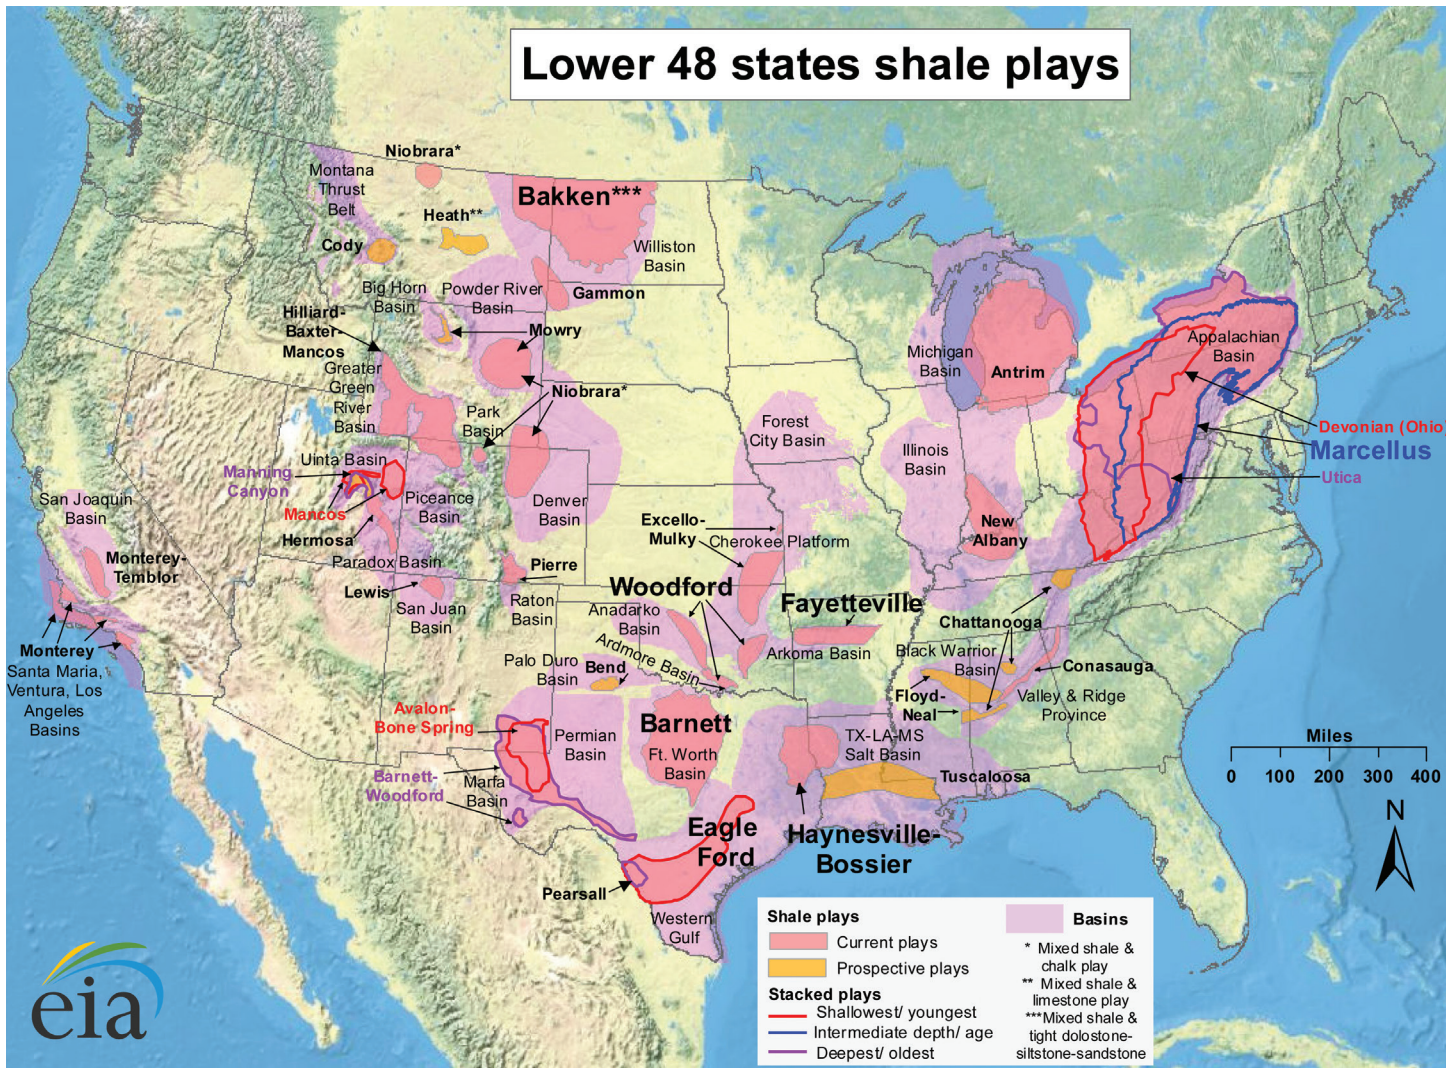 Lower 48 states shale plays
Niobrara*
Montana
Thrust
Belt
Bakken***
Heath**
Cody
Williston
Basin
Big Horn
Basin
Powder River
Basin
Gammon
Hilliard-
Baxter-
Mancos
Mowry
Greater
Green
River
Basin
Niobrara*
Park
Basin
Michigan
Basin
Antrim
Appalachian
Basin
Devonian (Ohio
Marcellus
Utica
Forest
City Basin
Illinois
Basin
Uinta Basin
Manning
Canyon
Mancos
Piceance
Basin
Denver
Basin
San Joaquin
Basin
Hermosa
Paradox Basin
Monterey-
Temblor
Excello-
Mulky
Cherokee Platform
New
Albany
Pierre
Lewis
San Juan
Basin
Raton
Basin
Woodford
Anadarko
Basin
Fayetteville
Chattanooga
Monterey
Santa Maria,
Ventura, Los
Angeles
Basins
Palo Duro
Basin
Bend
Ardmore Basin
Arkoma Basin
Black Warrior
Basin
Conasauga
Floyd-
Neal
Valley & Ridge
Province
Avalon-
Bone Spring
Permian
Basin
Barnett
Ft. Worth
Basin
TX-LA-MS
Salt Basin
Tuscaloosa
Barnett-
Woodford
Marfa
Basin
Eagle
Ford
Haynesville-
Bossier
Pearsall
Western
Gulf
Miles
0 100 200 300 400
N
Shale plays
Current plays
Prospective plays
Stacked plays
Shallowest/ youngest
Intermediate depth/ age
Deepest/ oldest
Basins
* Mixed shale &
chalk play
** Mixed shale &
limestone play
***Mixed shale &
tight dolostone-
siltstone-sandstone
eia